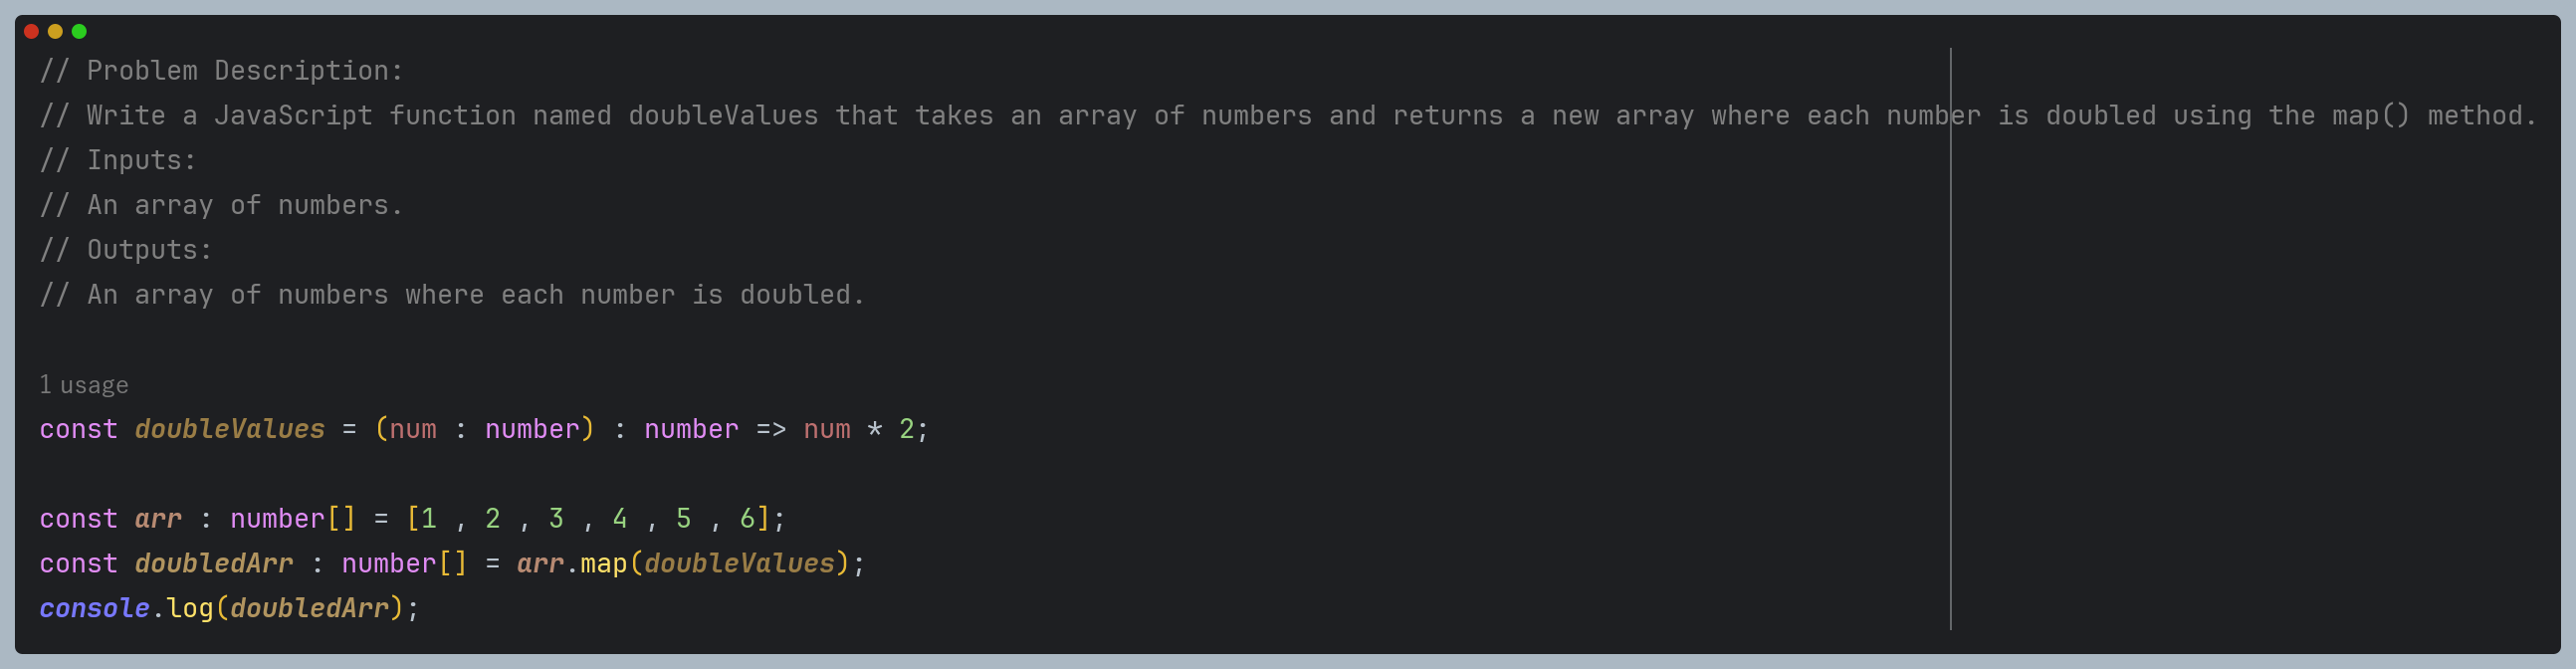 // Problem Description:
// Write a JavaScript function named doubleValues that takes an array of numbers and returns a new array where each number is doubled using the map() method.
// Inputs:
// An array of numbers.
// Outputs:
// An array of numbers where each number is doubled.
1 usage
const doubleValues = (num : number) : number => num * 2;
const arr : number[] = [1 , 2 , 3 , 4 , 5 , 6];
const doubledArr : number[] = arr.map(doubleValues);
console.log(doubledArr);